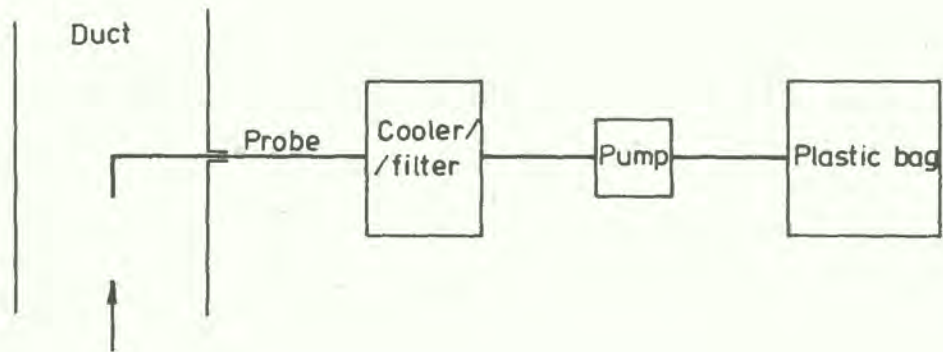 Duct
Probe
Cooler/
/filter
Pump
Plastic bag